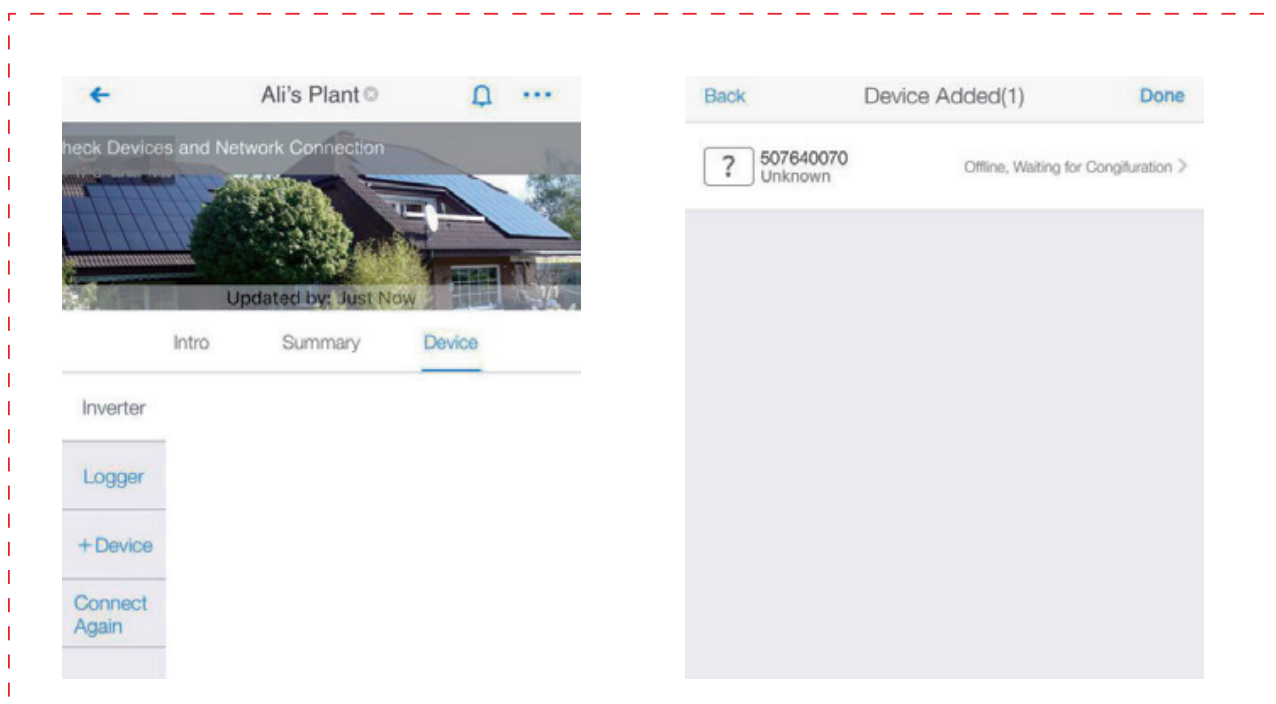 Ali's Plant
heck Devices and Network Connection
Updated by: Just Now
Intro Summary Device
Inverter
Logger
+ Device
Connect
Again
Back Device Added(1) Done
?
507640070
Unknown
Offline, Waiting for Congifuration >